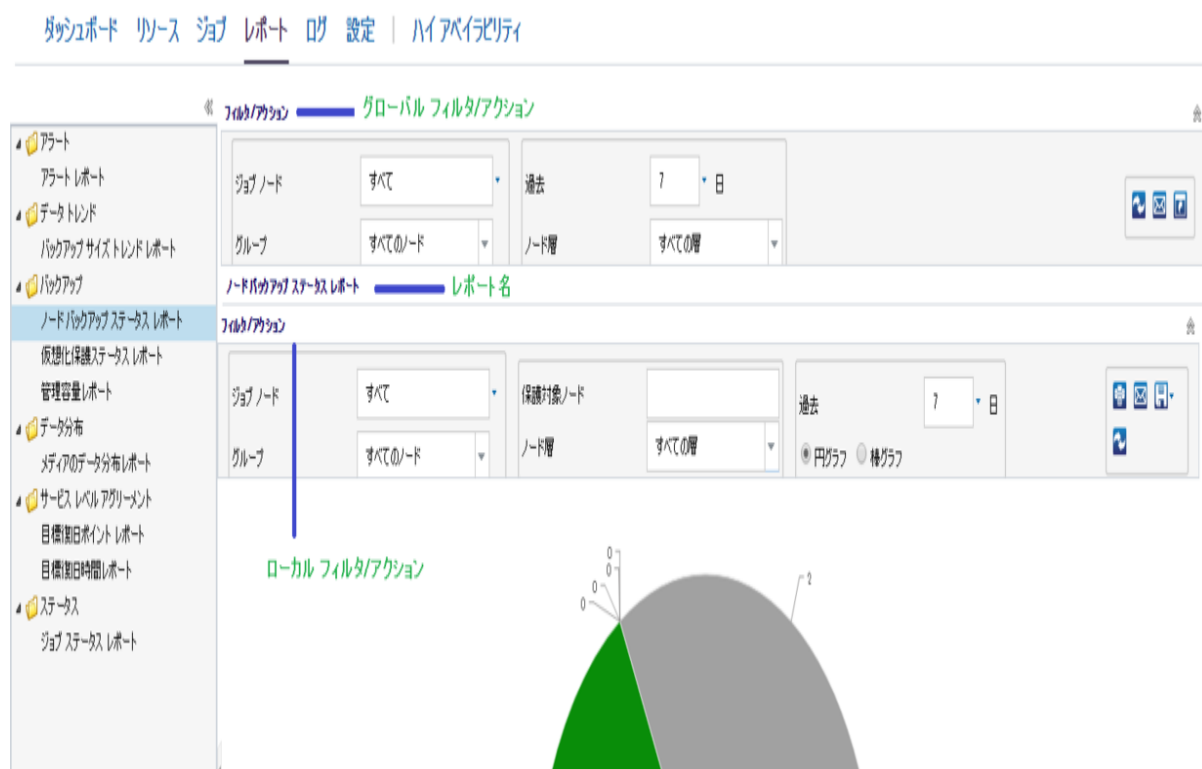 ダッシュボード リソース ジョブ レポート ログ 設定 | ハイ アベイラビリティ
フィルタ/アクション グローバル フィルタ/アクション
アラート
アラート レポート
データ トレンド
バックアップ サイズ トレンド レポート
バックアップ
ノード バックアップ ステータス レポート
仮想化保護ステータス レポート
管理容量レポート
データ分布
メディアのデータ分布レポート
サービス レベル アグリーメント
目標復旧ポイント レポート
目標復旧時間レポート
ステータス
ジョブ ステータス レポート
ジョブ ノード すべて 過去 7 日
グループ すべてのノード ノード層 すべての層
ノード バックアップ ステータス レポート レポート名
フィルタ/アクション
ジョブ ノード すべて 保護対象ノード 過去 7 日
グループ すべてのノード ノード層 すべての層 円グラフ 棒グラフ
ローカル フィルタ/アクション
0
0
0
0
2